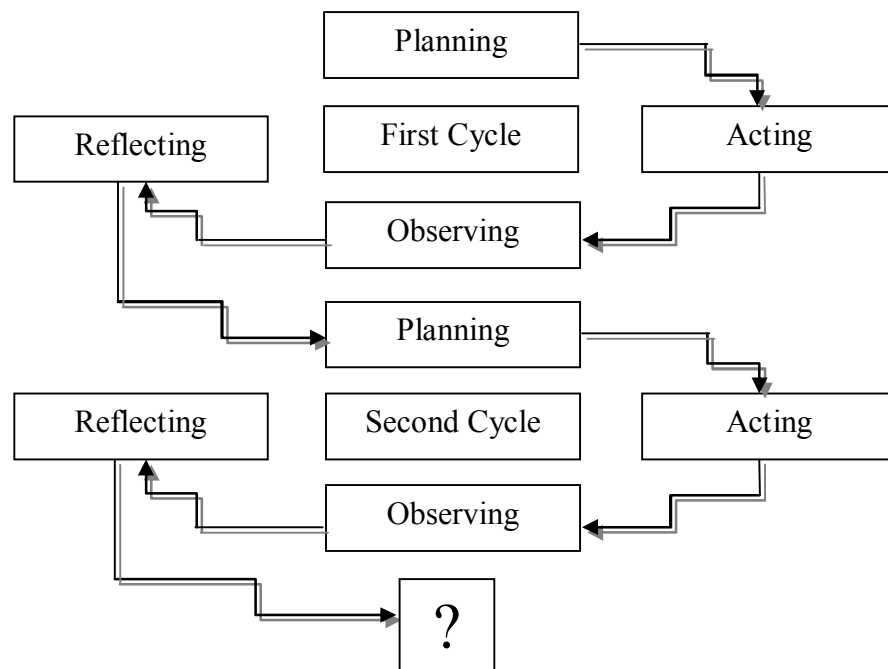 Planning
Reflecting
First Cycle
Acting
Observing
Planning
Reflecting
Second Cycle
Acting
Observing
?